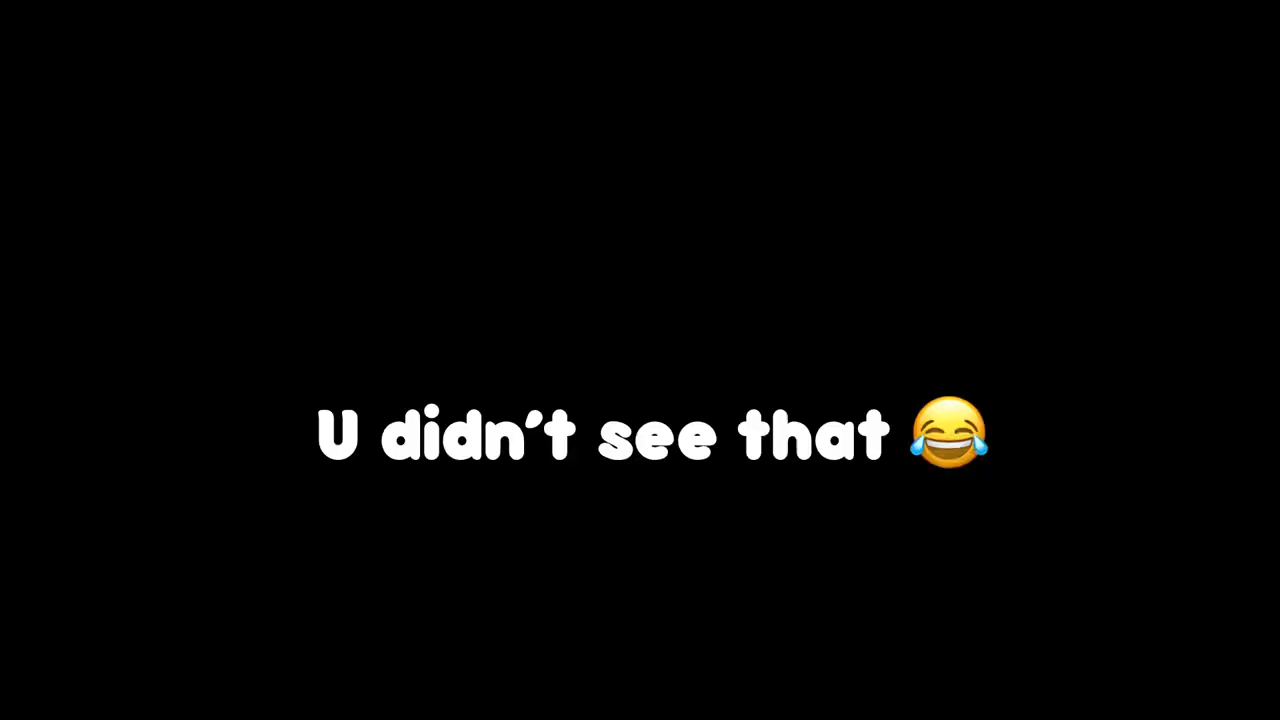 U didn't see that 😂